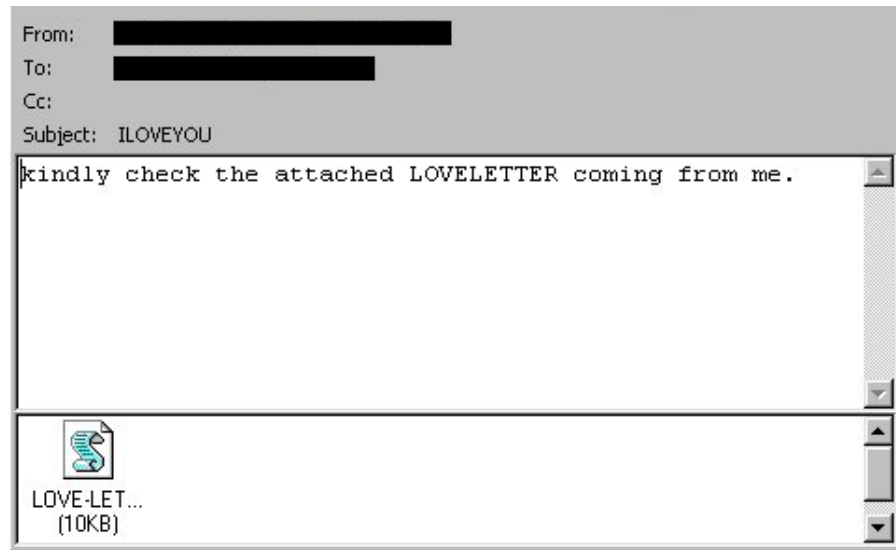 From:
To:
Cc:
Subject: ILOVEYOU
kindly check the attached LOVELETTER coming from me.
LOVE-LET...
(10KB)